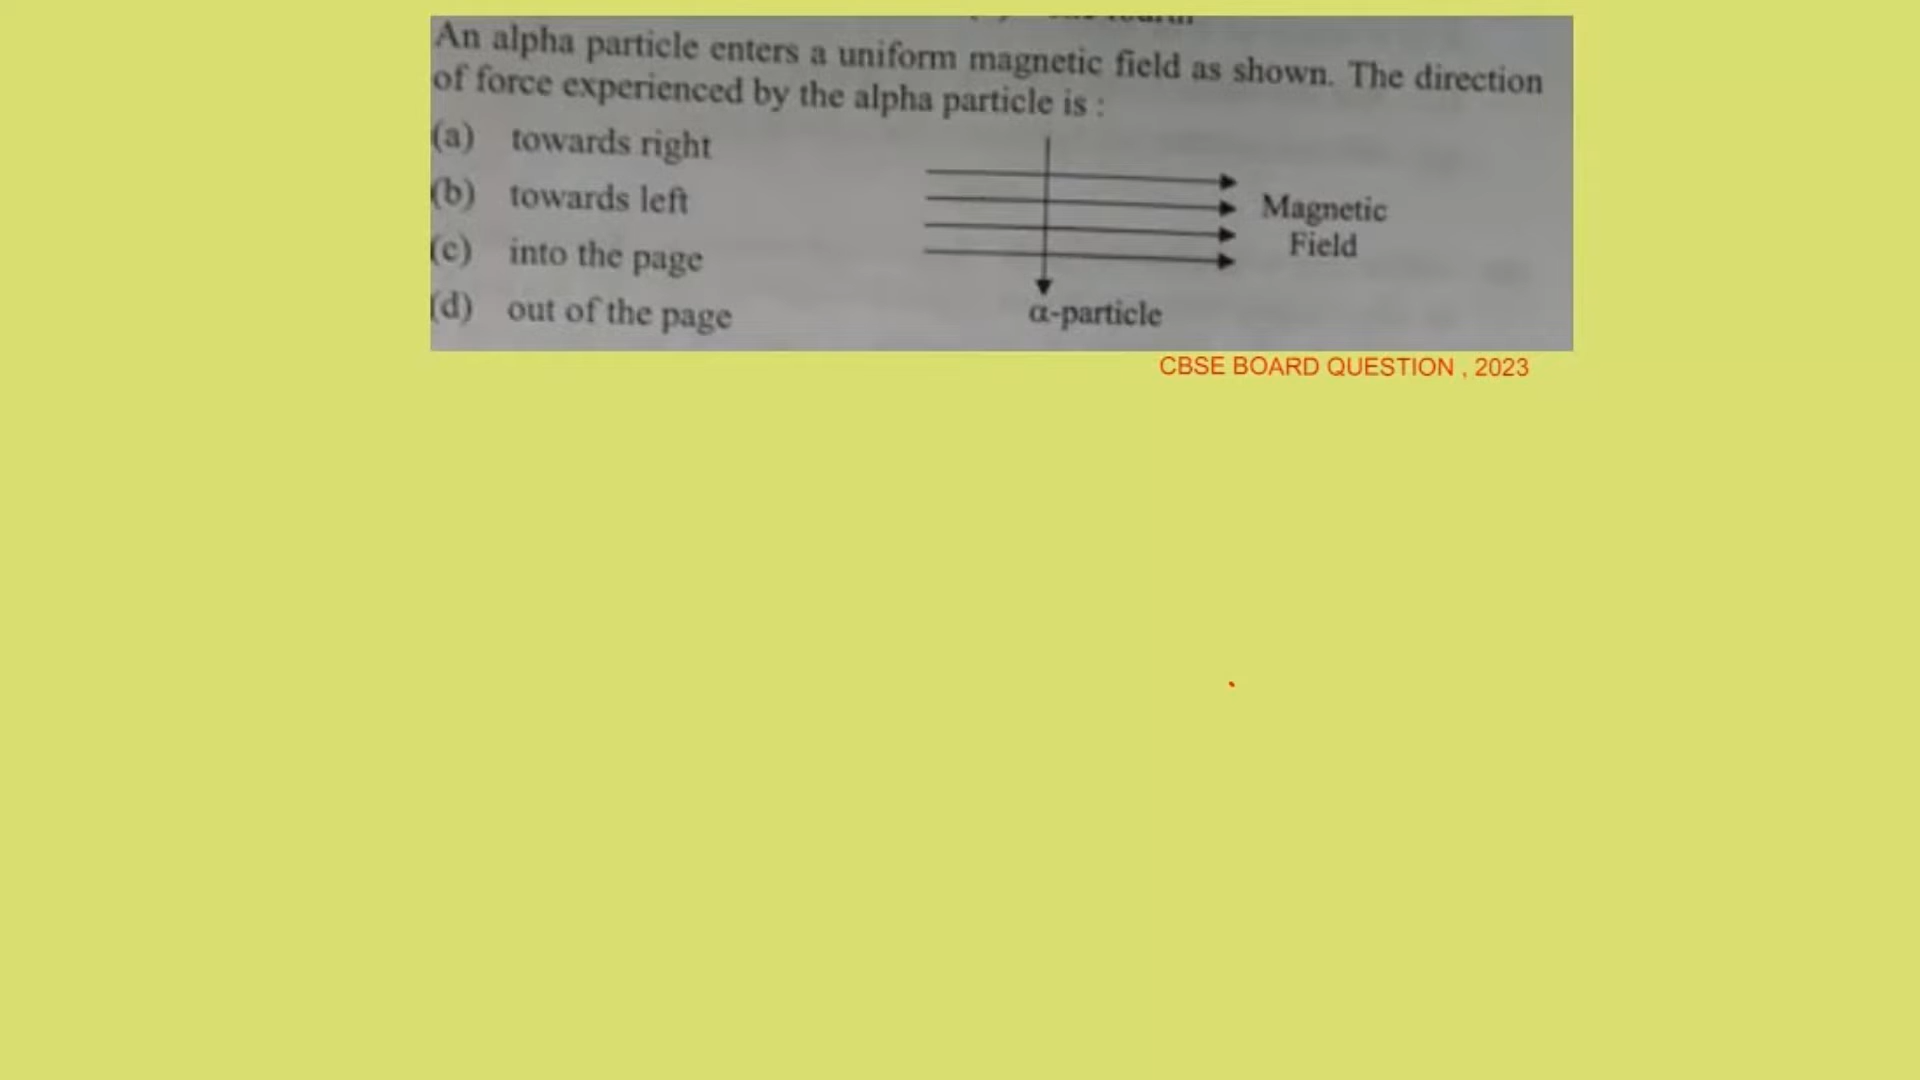 An alpha particle enters a uniform magnetic field as shown. The direction
of force experienced by the alpha particle is :
(a) towards right
(b) towards left
(c) into the page
(d) out of the page
Magnetic
Field
α-particle
CBSE BOARD QUESTION , 2023